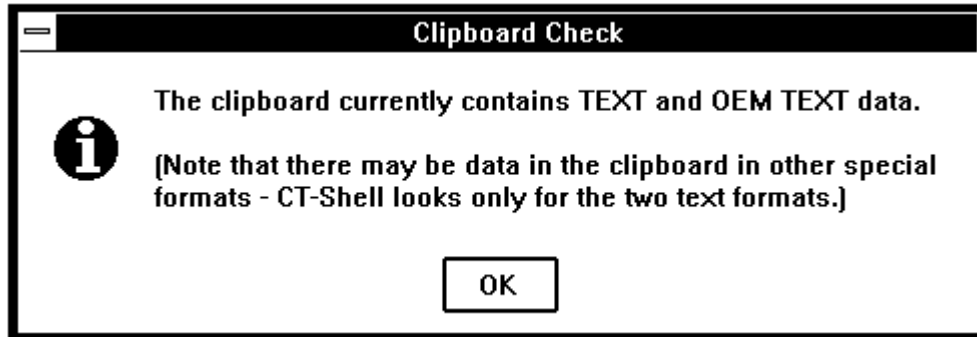 Clipboard Check
The clipboard currently contains TEXT and OEM TEXT data.
(Note that there may be data in the clipboard in other special
formats - CT-Shell looks only for the two text formats.)
OK